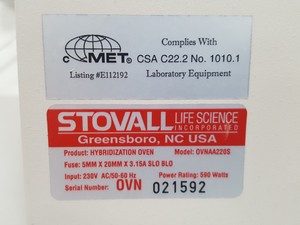 c MET
Complies With
CSA C22.2 No. 1010.1
Listing #E112192
Laboratory Equipment
STOVALL LIFE SCIENCE
INCORPORATED
Greensboro, NC USA
Product: HYBRIDIZATION OVEN Model: OVNAA220S
Fuse: 5MM X 20MM X 3.15A SLO BLO
Input: 230V AC/50-60 Hz Power Rating: 590 Watts
Serial Number: OVN 021592